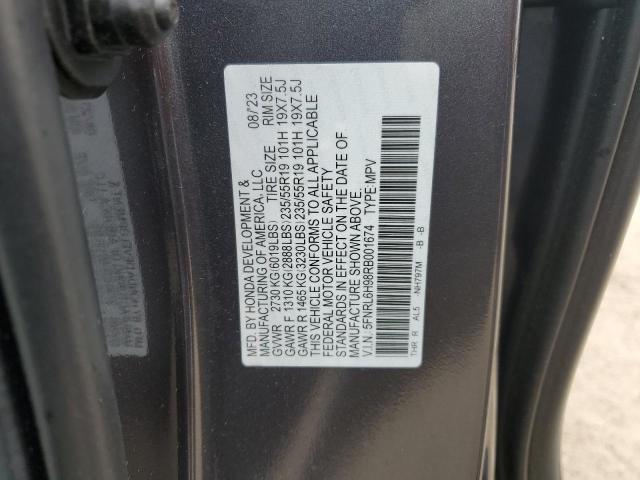 MFD. BY HONDA DEVELOPMENT & 08/23
MANUFACTURING OF AMERICA, LLC
GVWR 2730 KG(6019LBS) TIRE SIZE RIM SIZE
GAWR F 1310 KG(2888LBS)235/55R19 101H 19X7.5J
GAWR R 1465 KG(3230LBS)235/55R19 101H 19X7.5J
THIS VEHICLE CONFORMS TO ALL APPLICABLE
FEDERAL MOTOR VEHICLE SAFETY
STANDARDS IN EFFECT ON THE DATE OF
MANUFACTURE SHOWN ABOVE.
V.I.N.: 5FNRL6H98RB001674 TYPE:MPV
THR R AL5 -NH797M -B -B